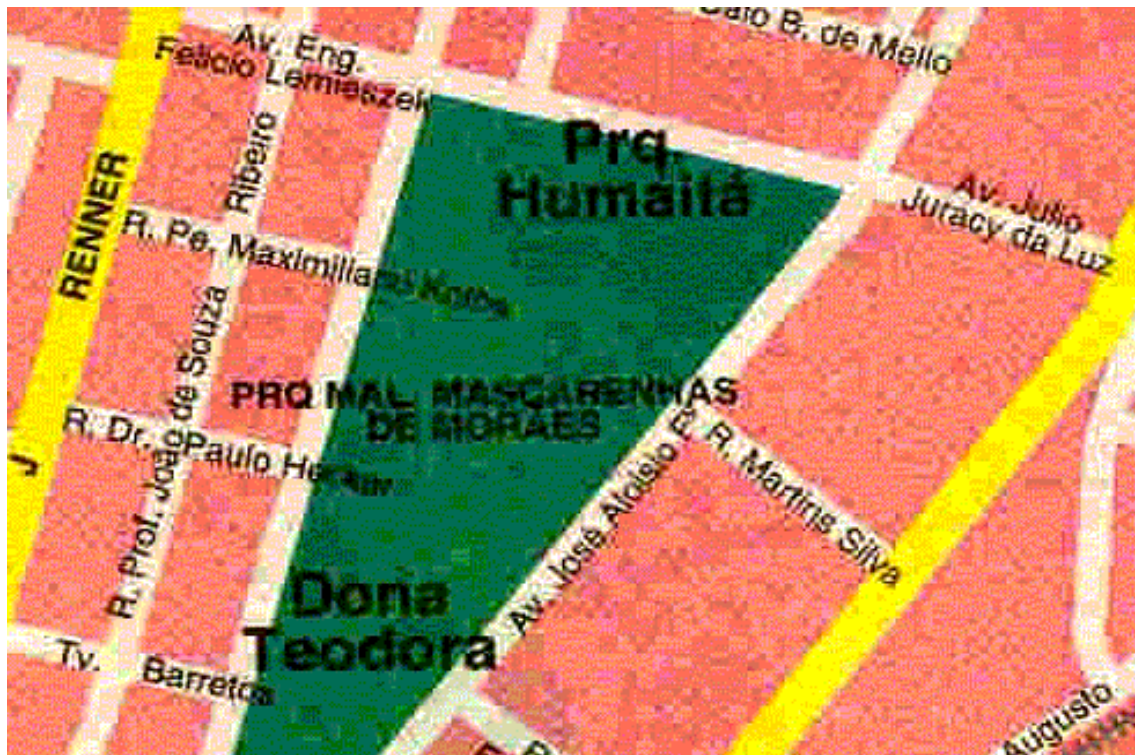 Caio B. de Mello
Av. Eng.
Felicio Lemieszek
Prq.
Humaitá
Av. Julio
Juracy da Luz
RENNER
J
Ribeiro
R. Prof. João de Souza
R. Pe. Maximiliano Kolbe
PRQ MAL. MASCARENHAS
DE MORAES
R. Dr. Paulo
R. Martins Silva
Av. José Aloisio F
Dona
Teodora
Tv. Barretos
Augusto